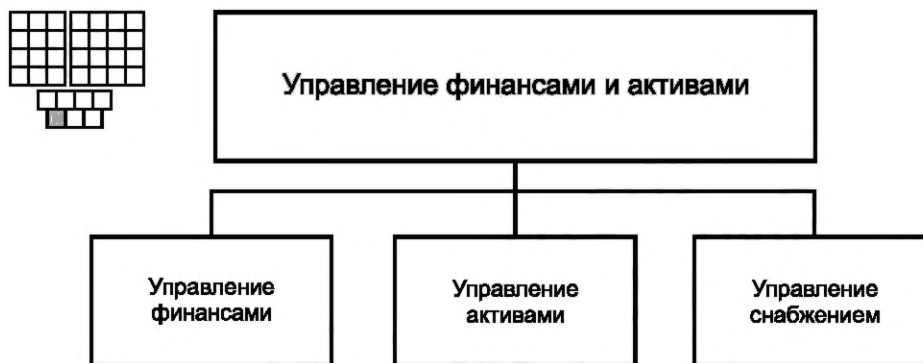 Управление финансами и активами
Управление
финансами
Управление
активами
Управление
снабжением